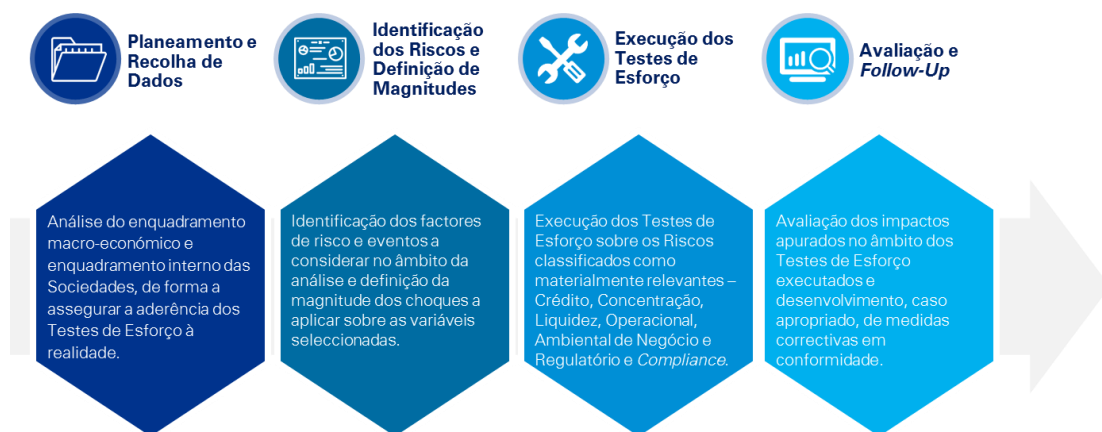 Planeamento e
Recolha de
Dados
Identificação
dos Riscos e
Definição de
Magnitudes
Execução dos
Testes de
Esforço
Avaliação e
Follow-Up
Análise do enquadramento
macro-económico e
enquadramento interno das
Sociedades, de forma a
assegurar a aderência dos
Testes de Esforço à
realidade.
Identificação dos factores
de risco e eventos a
considerar no âmbito da
análise e definição da
magnitude dos choques a
aplicar sobre as variáveis
seleccionadas.
Execução dos Testes de
Esforço sobre os Riscos
classificados como
materialmente relevantes –
Crédito, Concentração,
Liquidez, Operacional,
Ambiental de Negócio e
Regulatório e Compliance.
Avaliação dos impactos
apurados no âmbito dos
Testes de Esforço
executados e
desenvolvimento, caso
apropriado, de medidas
correctivas em
conformidade.